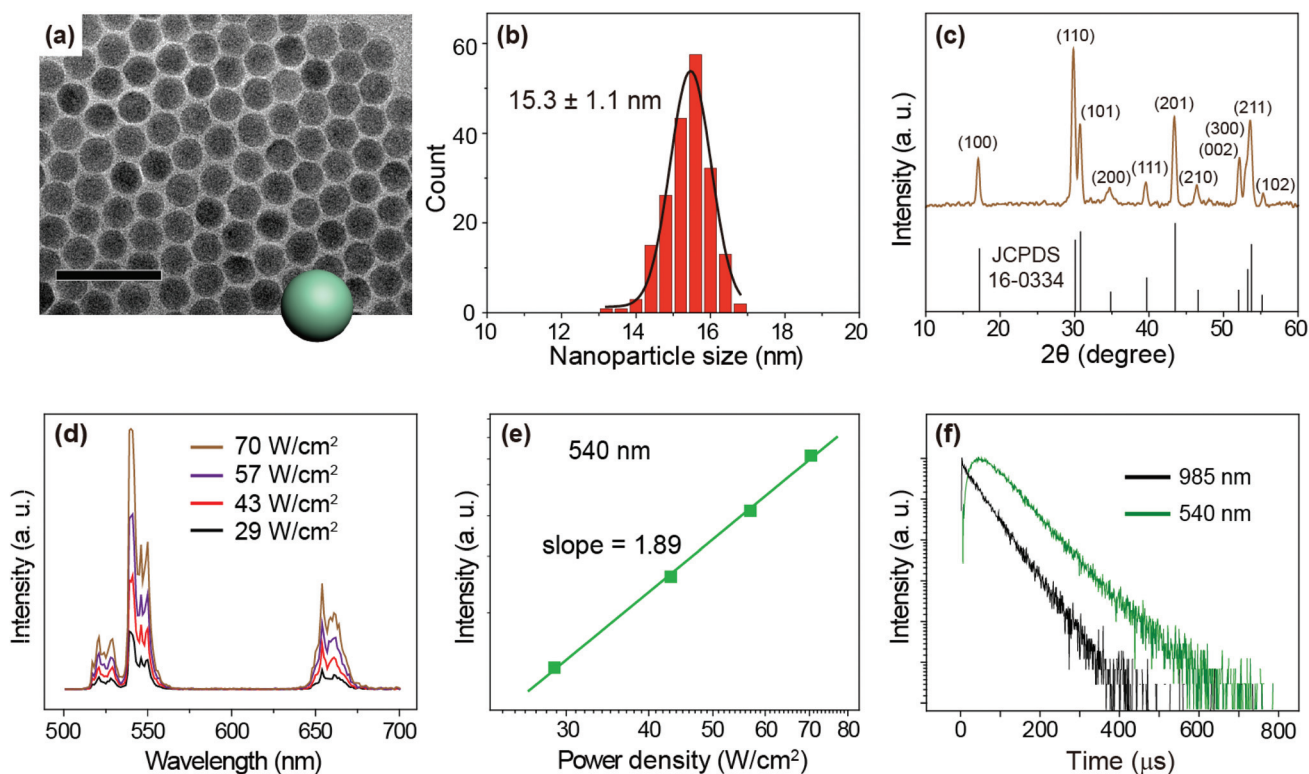 (a)
(b)
15.3 ± 1.1 nm
Count
60
40
20
0
10
12
14
16
18
20
Nanoparticle size (nm)
(c)
(100)
(110)
(101)
(200)
(111)
(201)
(210)
(300)
(002)
(211)
(102)
JCPDS
16-0334
Intensity (a. u.)
10
20
30
40
50
60
2θ (degree)
(d)
70 W/cm²
57 W/cm²
43 W/cm²
29 W/cm²
Intensity (a. u.)
500
550
600
650
700
Wavelength (nm)
(e)
540 nm
slope = 1.89
Intensity (a. u.)
30
40
50
60
70
80
Power density (W/cm²)
(f)
985 nm
540 nm
Intensity (a. u.)
0
200
400
600
800
Time (μs)